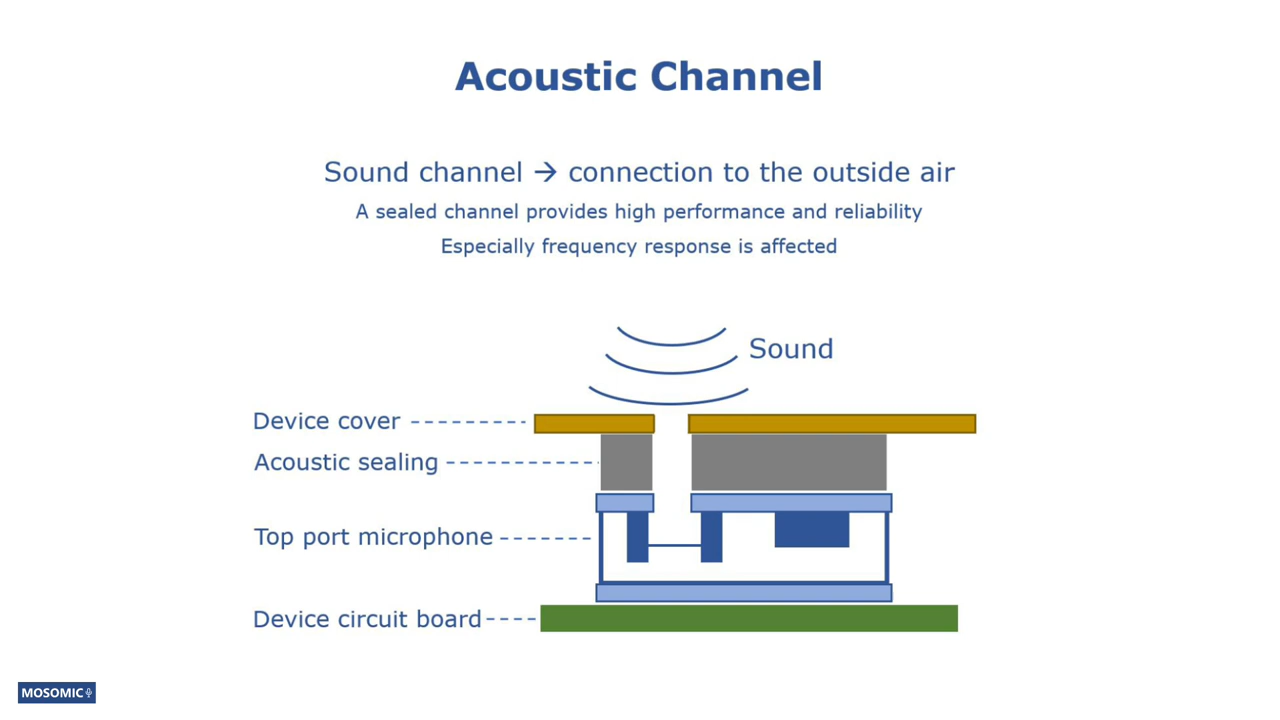 Acoustic Channel
Sound channel → connection to the outside air
A sealed channel provides high performance and reliability
Especially frequency response is affected
Sound
Device cover
Acoustic sealing
Top port microphone
Device circuit board
MOSOMIC